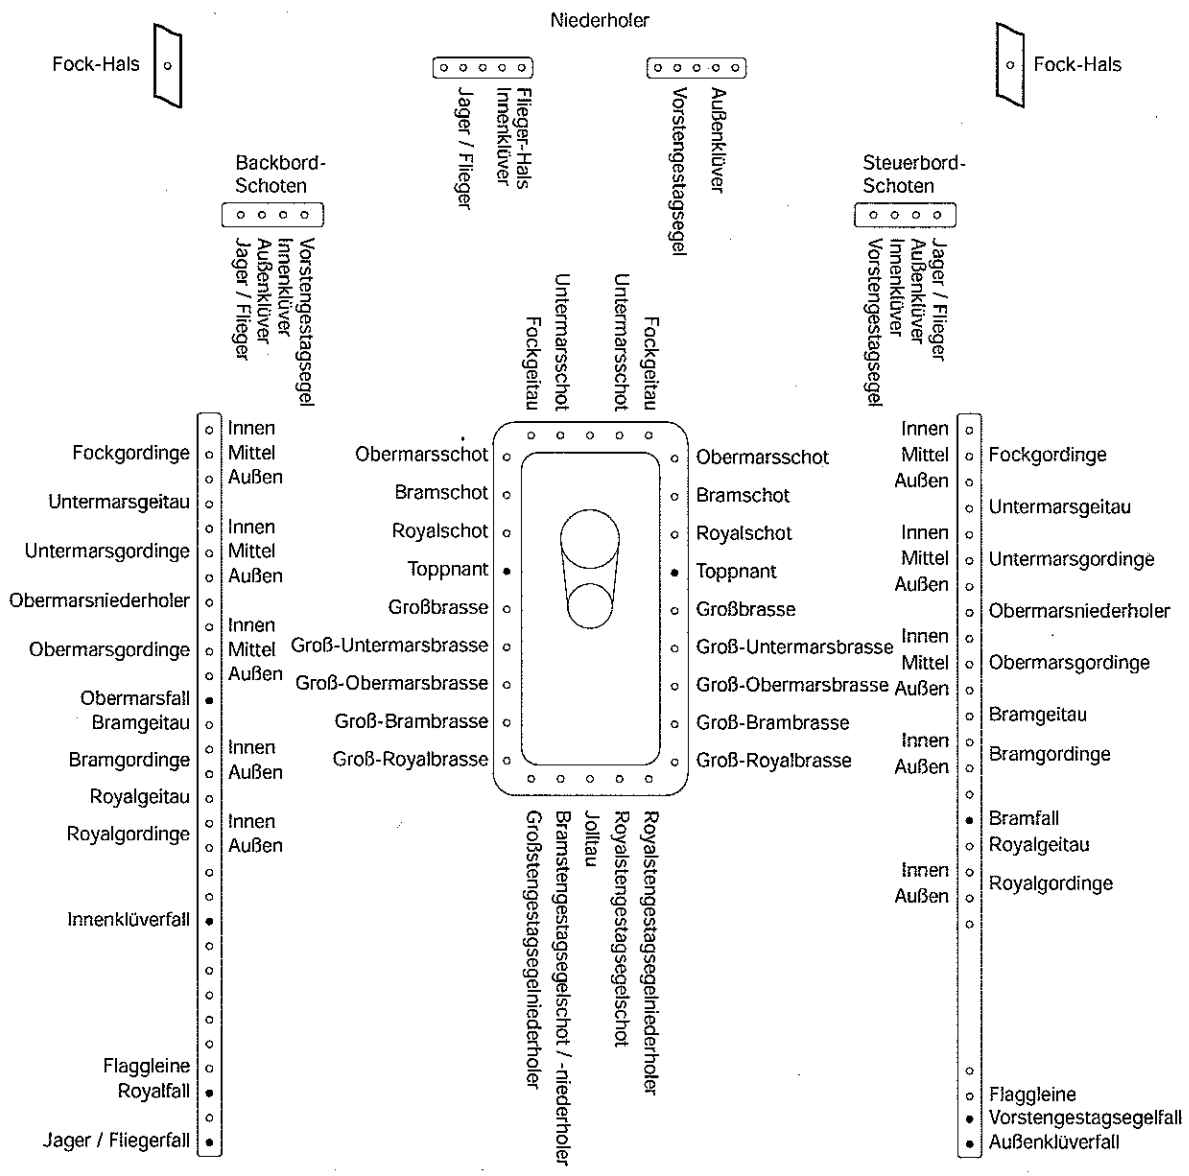 Niederholer
Fock-Hals
Fock-Hals
Jager / Flieger
Innenklüver
Flieger-Hals
Vorstengestagsegel
Außenklüver
Backbord-
Schoten
Jager / Flieger
Außenklüver
Innenklüver
Vorstengestagsegel
Steuerbord-
Schoten
Vorstengestagsegel
Innenklüver
Außenklüver
Jager / Flieger
Fockgeitau
Untermarsschot
Untermarsschot
Fockgeitau
Fockgordinge
Innen
Mittel
Außen
Untermarsgeitau
Untermarsgordinge
Innen
Mittel
Außen
Obermarsniederholer
Obermarsgordinge
Innen
Mittel
Außen
Obermarsfall
Bramgeitau
Bramgordinge
Innen
Außen
Royalgeitau
Royalgordinge
Innen
Außen
Innenklüverfall
Flaggleine
Royalfall
Jager / Fliegerfall
Obermarsschot
Bramschot
Royalschot
Toppnant
Großbrasse
Groß-Untermarsbrasse
Groß-Obermarsbrasse
Groß-Brambrasse
Groß-Royalbrasse
Obermarsschot
Bramschot
Royalschot
Toppnant
Großbrasse
Groß-Untermarsbrasse
Groß-Obermarsbrasse
Groß-Brambrasse
Groß-Royalbrasse
Großstengestagsegelniederholer
Bramstengestagsegelschot / -niederholer
Jolltau
Royalstengestagsegelschot
Royalstengestagsegelniederholer
Innen
Mittel
Außen
Fockgordinge
Untermarsgeitau
Innen
Mittel
Außen
Untermarsgordinge
Obermarsniederholer
Innen
Mittel
Außen
Obermarsgordinge
Bramgeitau
Innen
Außen
Bramgordinge
Bramfall
Royalgeitau
Innen
Außen
Royalgordinge
Flaggleine
Vorstengestagsegelfall
Außenklüverfall